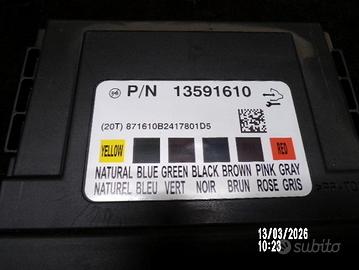 P/N 13591610
(20T) 871610B2417801D5
YELLOW RED
NATURAL BLUE GREEN BLACK BROWN PINK GRAY
NATUREL BLEU VERT NOIR BRUN ROSE GRIS
13/03/2026
10:23
subito